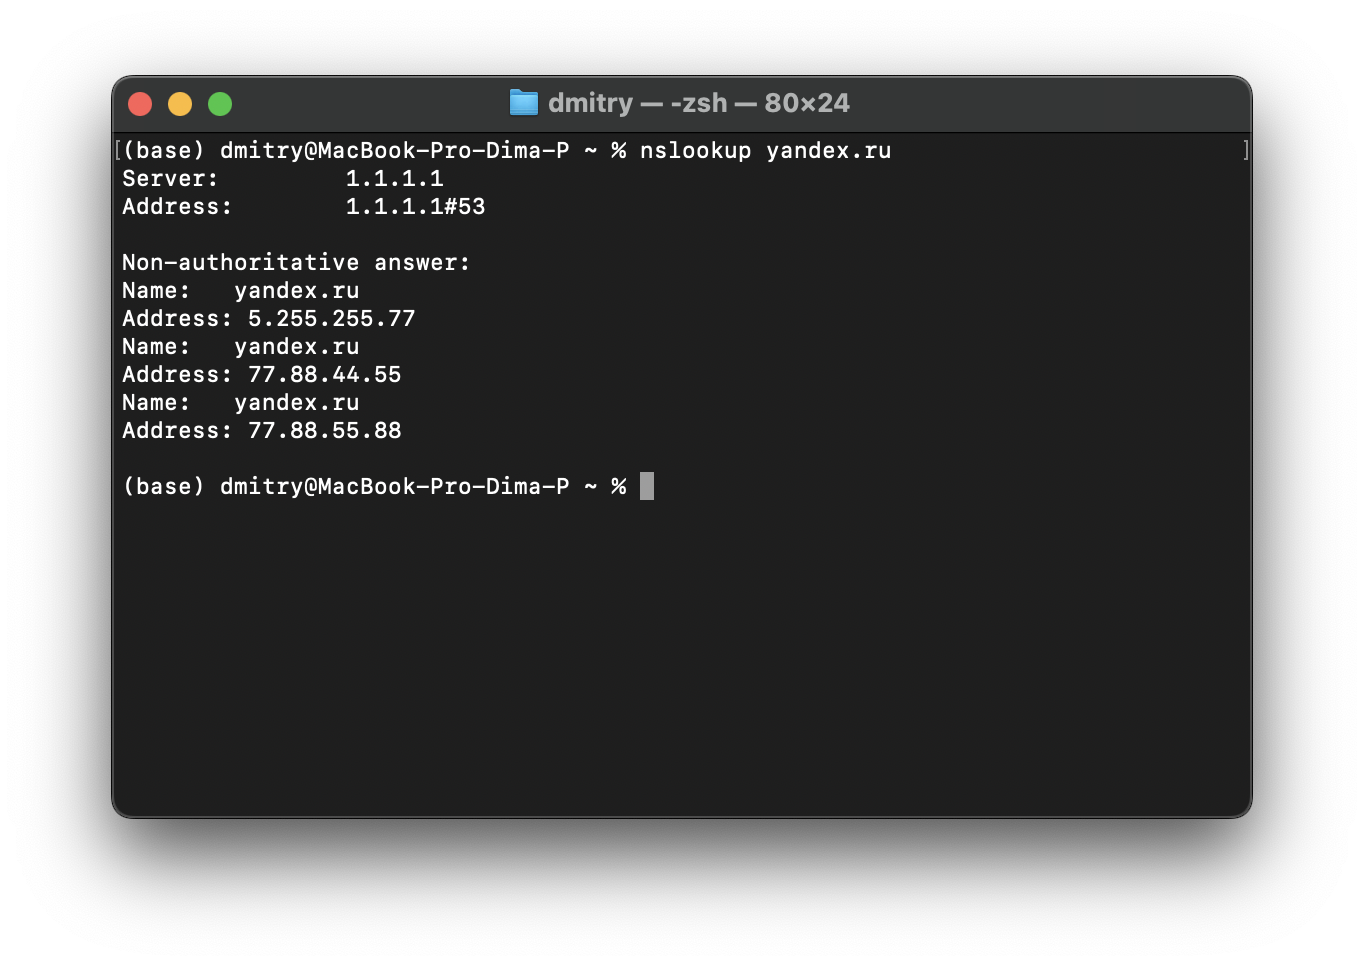 dmitry — -zsh — 80×24
[(base) dmitry@MacBook-Pro-Dima-P ~ % nslookup yandex.ru ]
Server:		1.1.1.1
Address:	1.1.1.1#53
Non-authoritative answer:
Name:	yandex.ru
Address: 5.255.255.77
Name:	yandex.ru
Address: 77.88.44.55
Name:	yandex.ru
Address: 77.88.55.88
(base) dmitry@MacBook-Pro-Dima-P ~ %